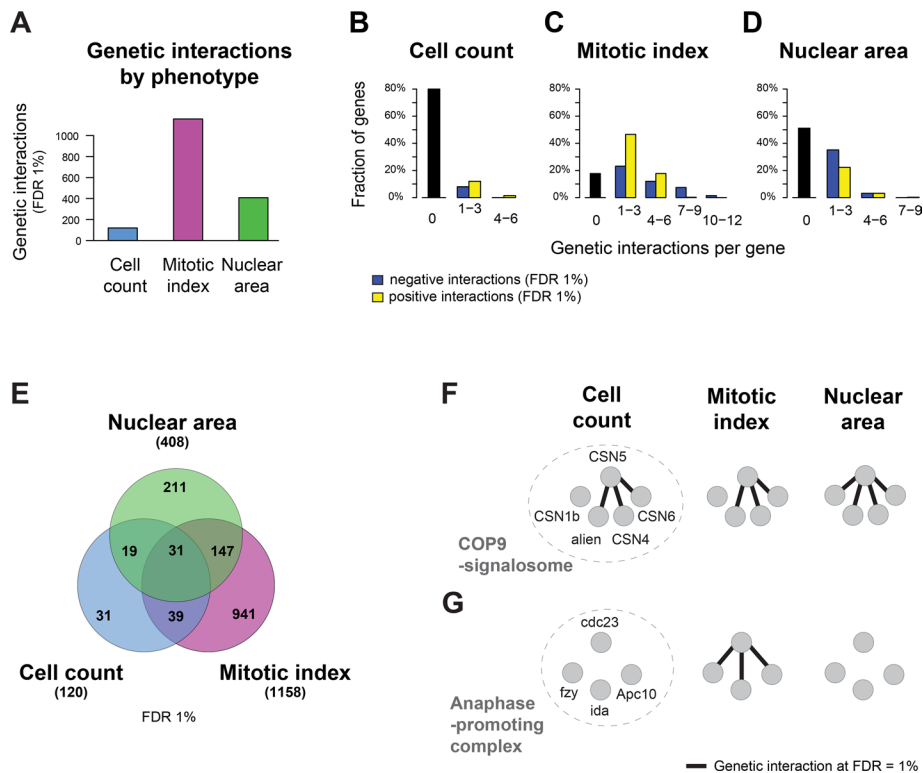 A
Genetic interactions
by phenotype
Genetic interactions
(FDR 1%)
1000
800
600
400
200
0
Cell
count
Mitotic
index
Nuclear
area
B
Cell count
Fraction of genes
80%
60%
40%
20%
0%
0
1−3
4−6
C
Mitotic index
80%
60%
40%
20%
0%
0
1−3
4−6
7−9
10−12
D
Nuclear area
80%
60%
40%
20%
0%
0
1−3
4−6
7−9
Genetic interactions per gene
negative interactions (FDR 1%)
positive interactions (FDR 1%)
E
Nuclear area
(408)
211
19
31
147
31
39
941
Cell count
(120)
Mitotic index
(1158)
FDR 1%
F
Cell
count
Mitotic
index
Nuclear
area
CSN5
CSN1b
CSN6
alien
CSN4
COP9
-signalosome
G
cdc23
fzy
Apc10
ida
Anaphase
-promoting
complex
Genetic interaction at FDR = 1%